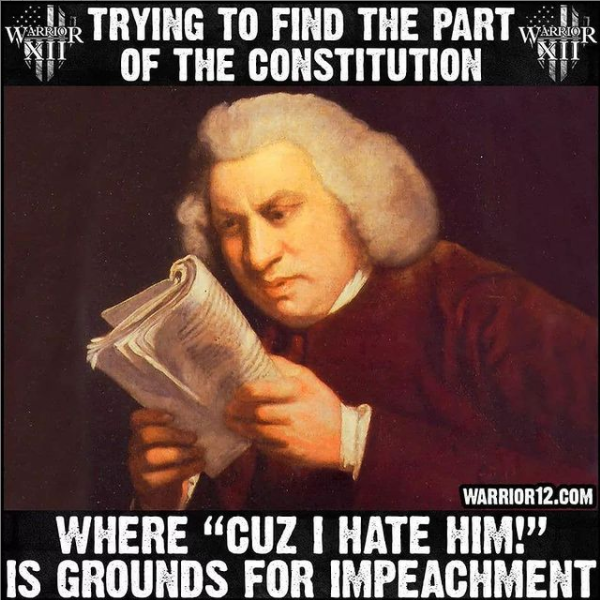 WARRIOR XII
TRYING TO FIND THE PART
OF THE CONSTITUTION
WARRIOR XII
WARRIOR12.COM
WHERE “CUZ I HATE HIM!”
IS GROUNDS FOR IMPEACHMENT